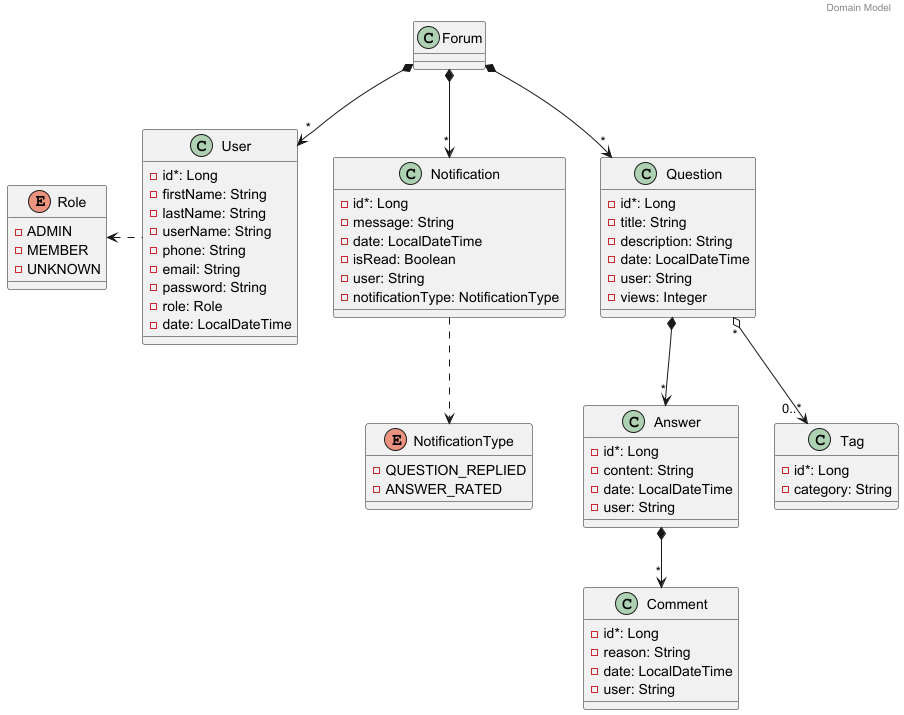 Domain Model
C Forum
*
*
*
C User
id*: Long
firstName: String
lastName: String
userName: String
phone: String
email: String
password: String
role: Role
date: LocalDateTime
E Role
ADMIN
MEMBER
UNKNOWN
C Notification
id*: Long
message: String
date: LocalDateTime
isRead: Boolean
user: String
notificationType: NotificationType
C Question
id*: Long
title: String
description: String
date: LocalDateTime
user: String
views: Integer
*
*
0..*
E NotificationType
QUESTION_REPLIED
ANSWER_RATED
C Answer
id*: Long
content: String
date: LocalDateTime
user: String
C Tag
id*: Long
category: String
*
C Comment
id*: Long
reason: String
date: LocalDateTime
user: String